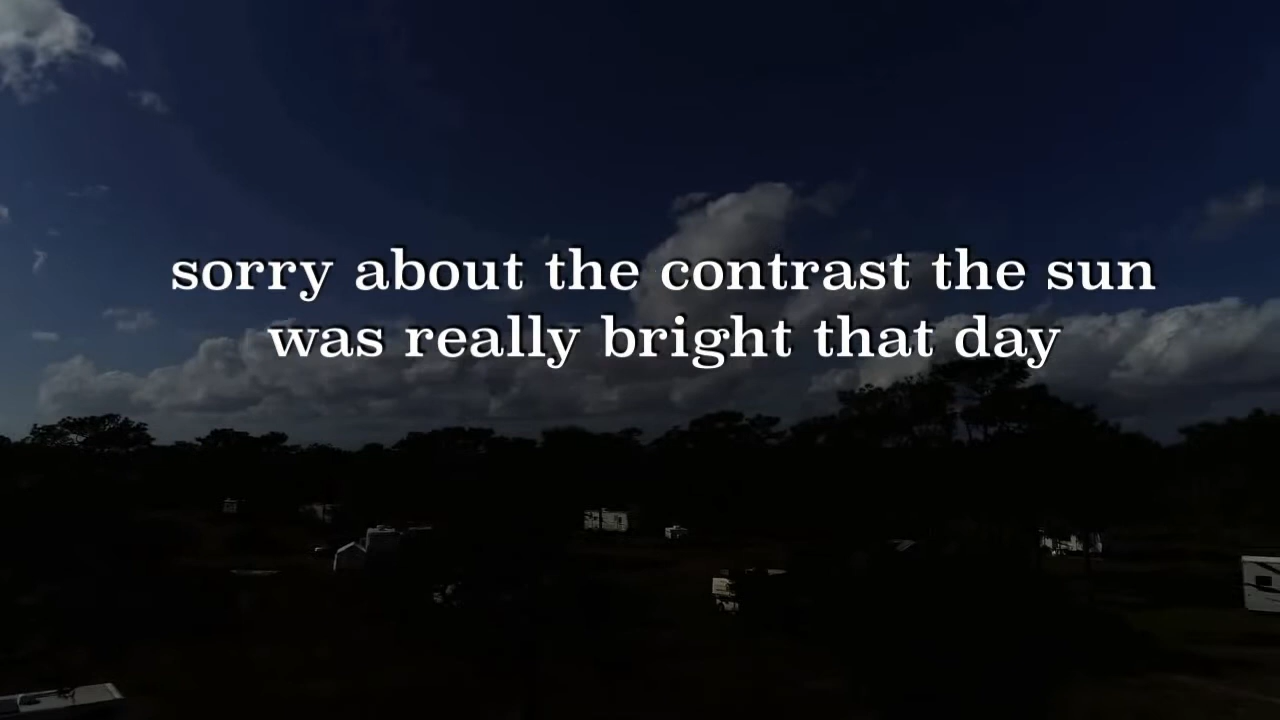 sorry about the contrast the sun
was really bright that day